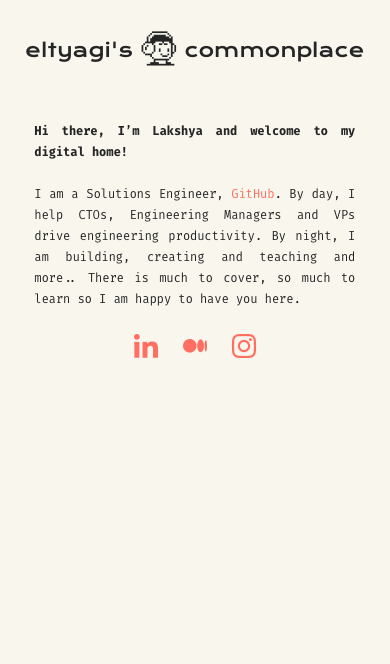 eltyagi's commonplace
Hi there, I’m Lakshya and welcome to my
digital home!
I am a Solutions Engineer, GitHub. By day, I
help CTOs, Engineering Managers and VPs
drive engineering productivity. By night, I
am building, creating and teaching and
more.. There is much to cover, so much to
learn so I am happy to have you here.